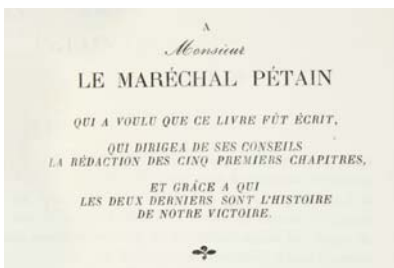 A
Monsieur
LE MARÉCHAL PÉTAIN
QUI A VOULU QUE CE LIVRE FÛT ÉCRIT,
QUI DIRIGEA DE SES CONSEILS
LA RÉDACTION DES CINQ PREMIERS CHAPITRES,
ET GRÂCE A QUI
LES DEUX DERNIERS SONT L'HISTOIRE
DE NOTRE VICTOIRE.